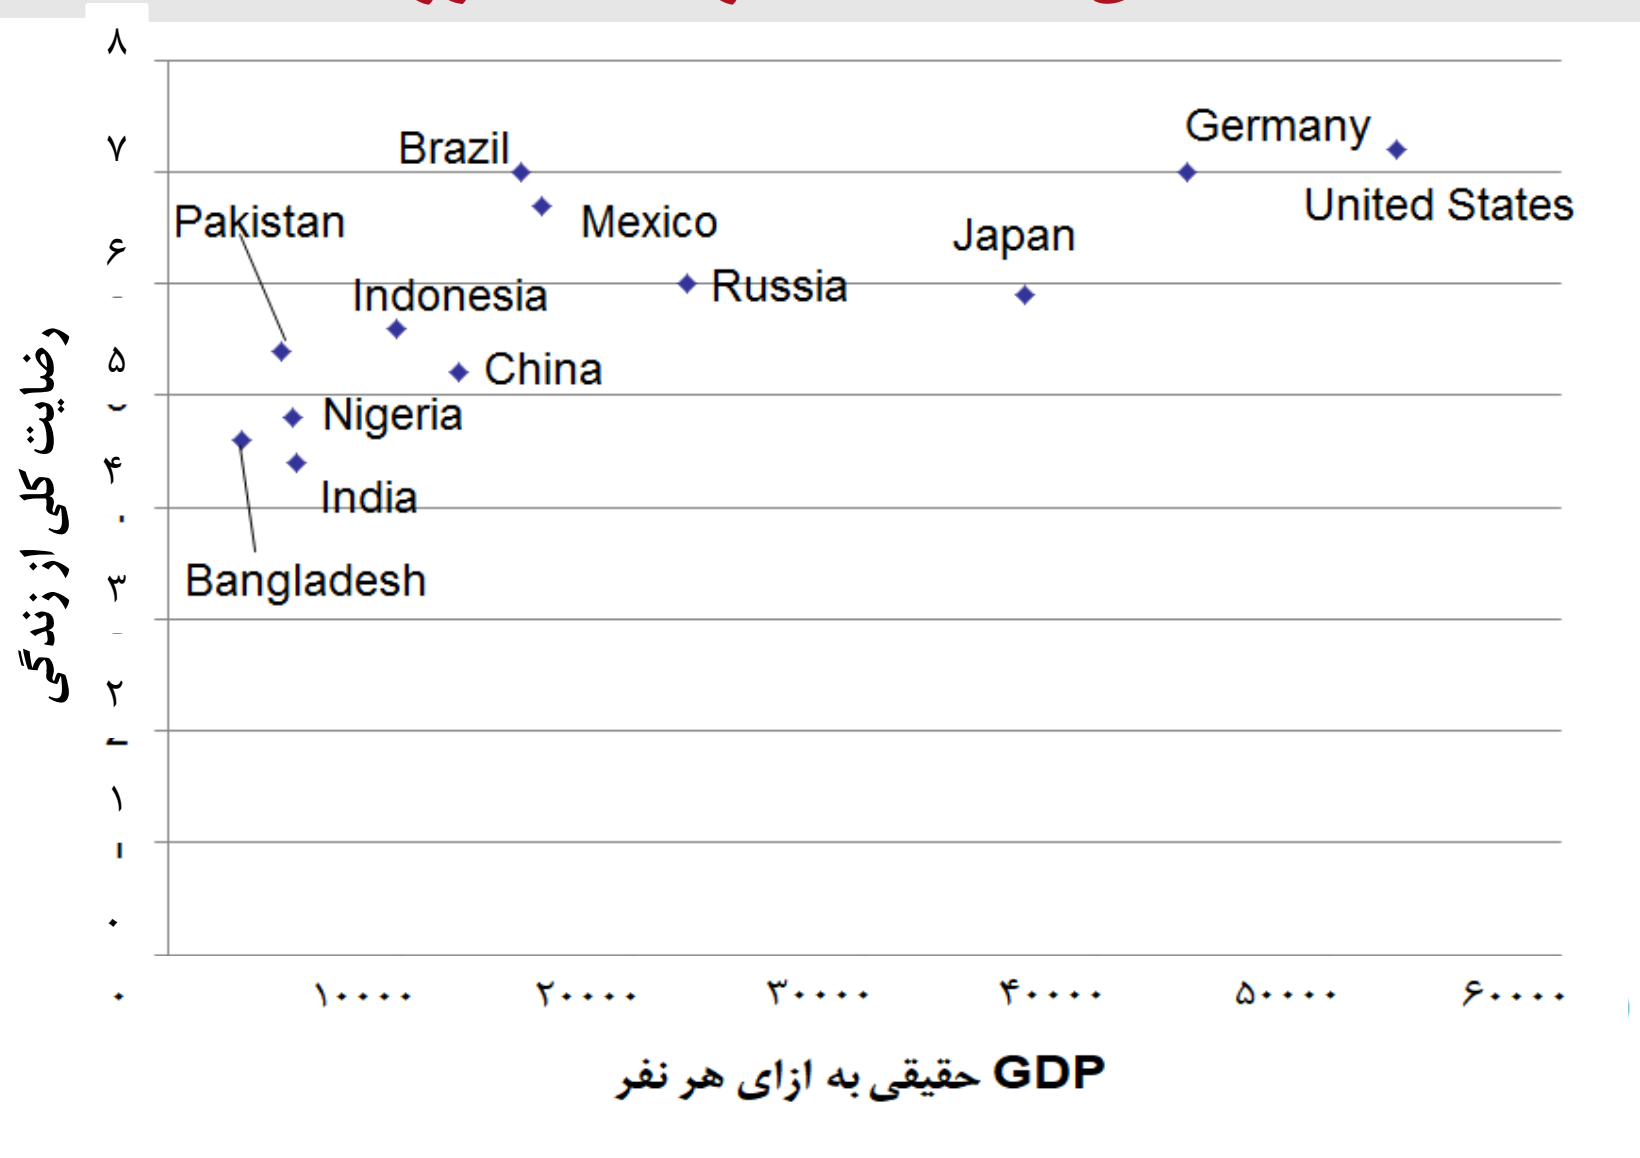 ۸
۷
۶
۵
۴
۳
۲
۱
۰
رضایت کلی از زندگی
Germany
Brazil
United States
Pakistan
Mexico
Japan
Indonesia
Russia
China
Nigeria
India
Bangladesh
۰ ۱۰۰۰۰ ۲۰۰۰۰ ۳۰۰۰۰ ۴۰۰۰۰ ۵۰۰۰۰ ۶۰۰۰۰
GDP حقیقی به ازای هر نفر